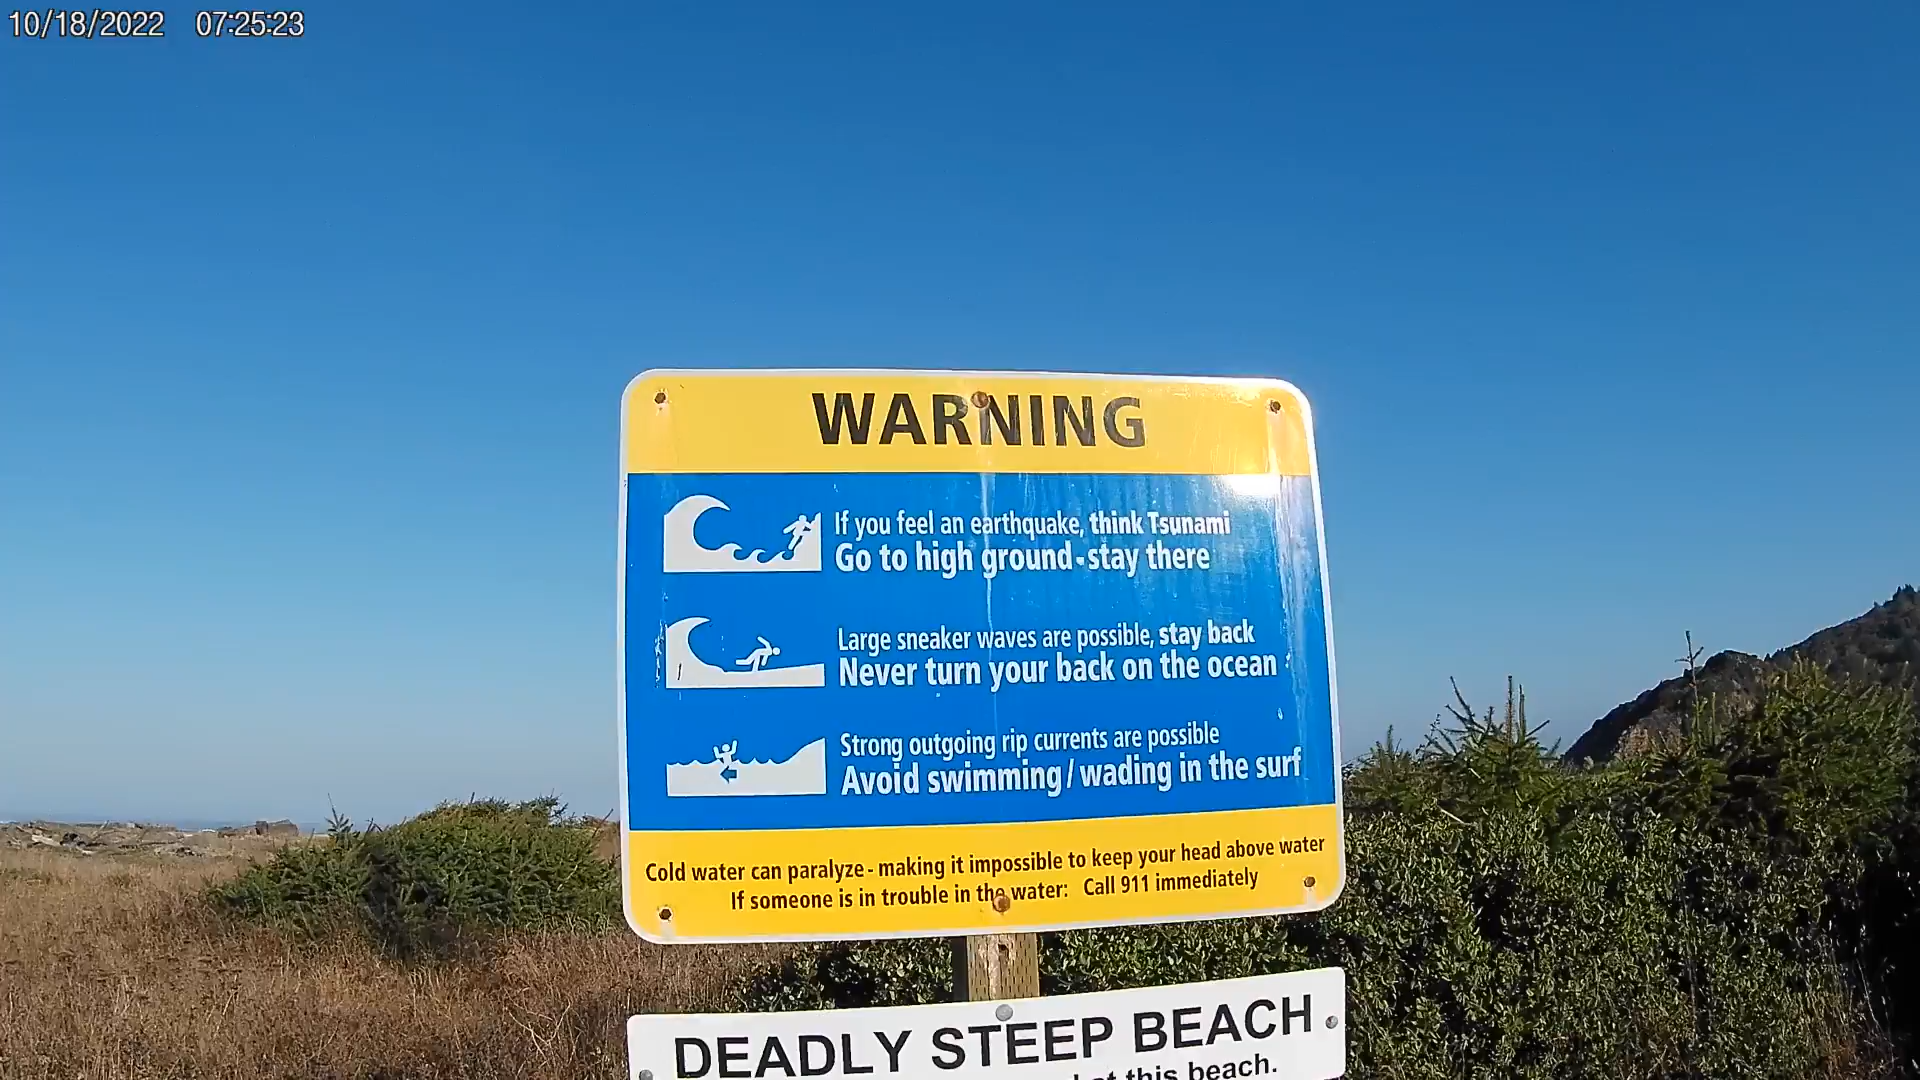 10/18/2022 07:25:23
WARNING
If you feel an earthquake, think Tsunami
Go to high ground • stay there
Large sneaker waves are possible, stay back
Never turn your back on the ocean
Strong outgoing rip currents are possible
Avoid swimming / wading in the surf
Cold water can paralyze - making it impossible to keep your head above water
If someone is in trouble in the water: Call 911 immediately
DEADLY STEEP BEACH
at this beach.